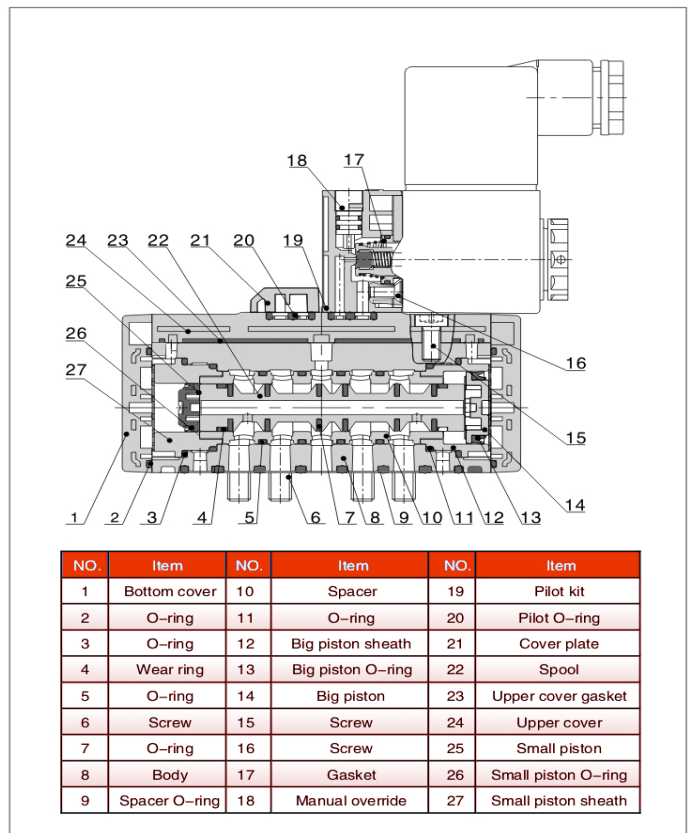 18 17
24 23 22 21 20 19
25
26
27
16
15
14
1 2 3 4 5 6 7 8 9 10 11 12 13
NO. Item NO. Item NO. Item
1 Bottom cover 10 Spacer 19 Pilot kit
2 O-ring 11 O-ring 20 Pilot O-ring
3 O-ring 12 Big piston sheath 21 Cover plate
4 Wear ring 13 Big piston O-ring 22 Spool
5 O-ring 14 Big piston 23 Upper cover gasket
6 Screw 15 Screw 24 Upper cover
7 O-ring 16 Screw 25 Small piston
8 Body 17 Gasket 26 Small piston O-ring
9 Spacer O-ring 18 Manual override 27 Small piston sheath